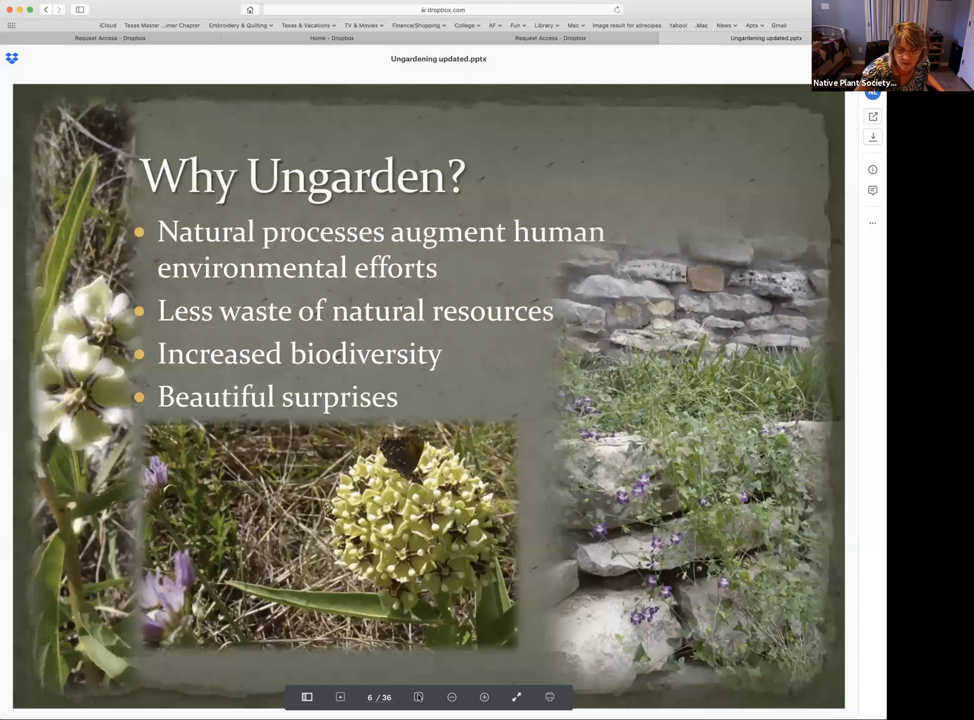 dropbox.com
iCloud Texas Master ...imer Chapter Embroidery & Quilting Texas & Vacations TV & Movies Finance/Shopping College AF Fun Library Mac Image result for allrecipes Yahoo! .Mac News Apts Gmail
Request Access - Dropbox Home - Dropbox Request Access - Dropbox Ungardening updated.pptx
Ungardening updated.pptx
Native Plant Society...
Why Ungarden?
Natural processes augment human
environmental efforts
Less waste of natural resources
Increased biodiversity
Beautiful surprises
6 / 36